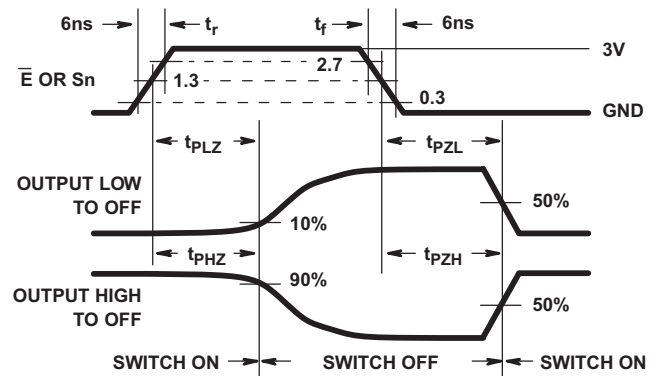 6ns tr tf 6ns
3V
2.7
E̅ OR Sn 1.3
0.3
GND
tPLZ tPZL
OUTPUT LOW
TO OFF
10% 50%
tPHZ tPZH
90%
OUTPUT HIGH
TO OFF
50%
SWITCH ON SWITCH OFF SWITCH ON